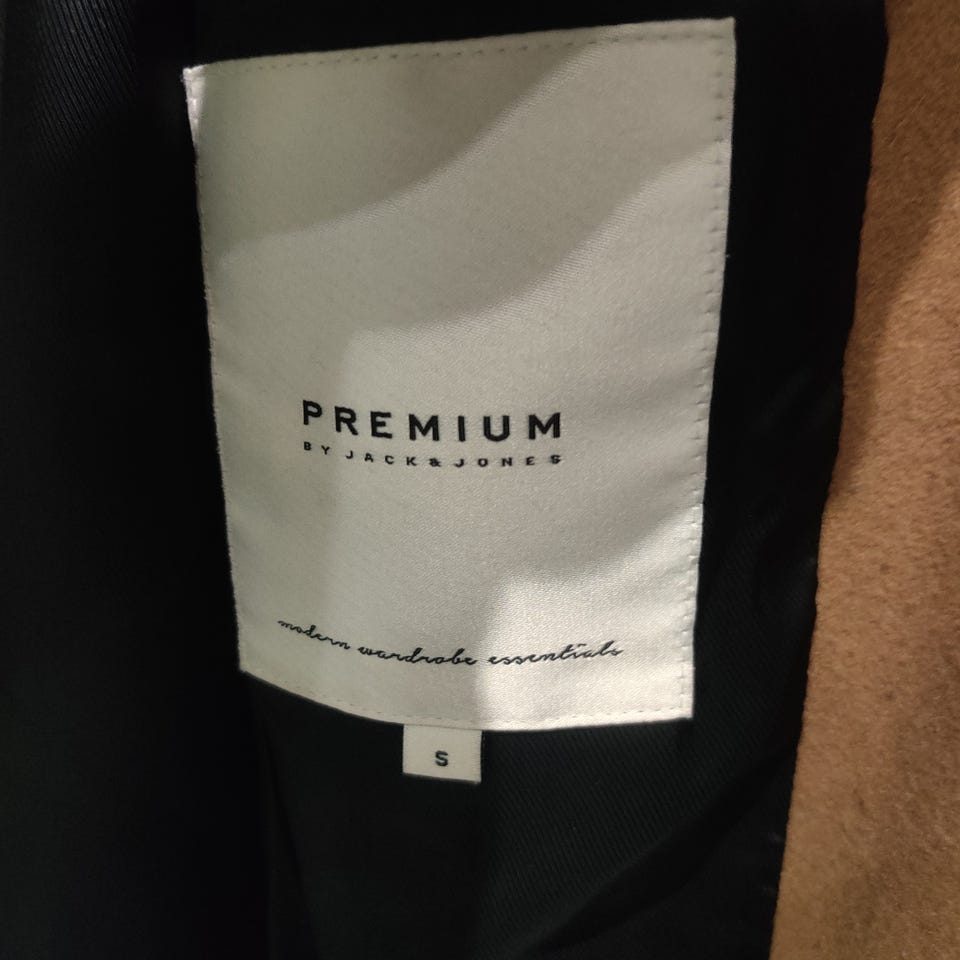 PREMIUM
BY JACK & JONES
modern wardrobe essentials
S